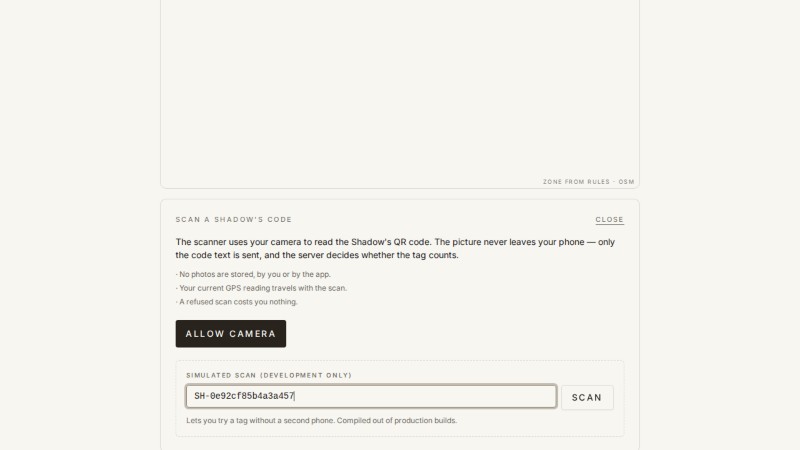 ZONE FROM RULES · OSM
SCAN A SHADOW'S CODE
CLOSE
The scanner uses your camera to read the Shadow's QR code. The picture never leaves your phone — only
the code text is sent, and the server decides whether the tag counts.
· No photos are stored, by you or by the app.
· Your current GPS reading travels with the scan.
· A refused scan costs you nothing.
ALLOW CAMERA
SIMULATED SCAN (DEVELOPMENT ONLY)
SH-0e92cf85b4a3a457
SCAN
Lets you try a tag without a second phone. Compiled out of production builds.